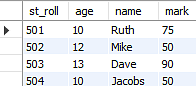 st_roll age name mark
501 10 Ruth 75
502 12 Mike 50
503 13 Dave 90
504 10 Jacobs 50